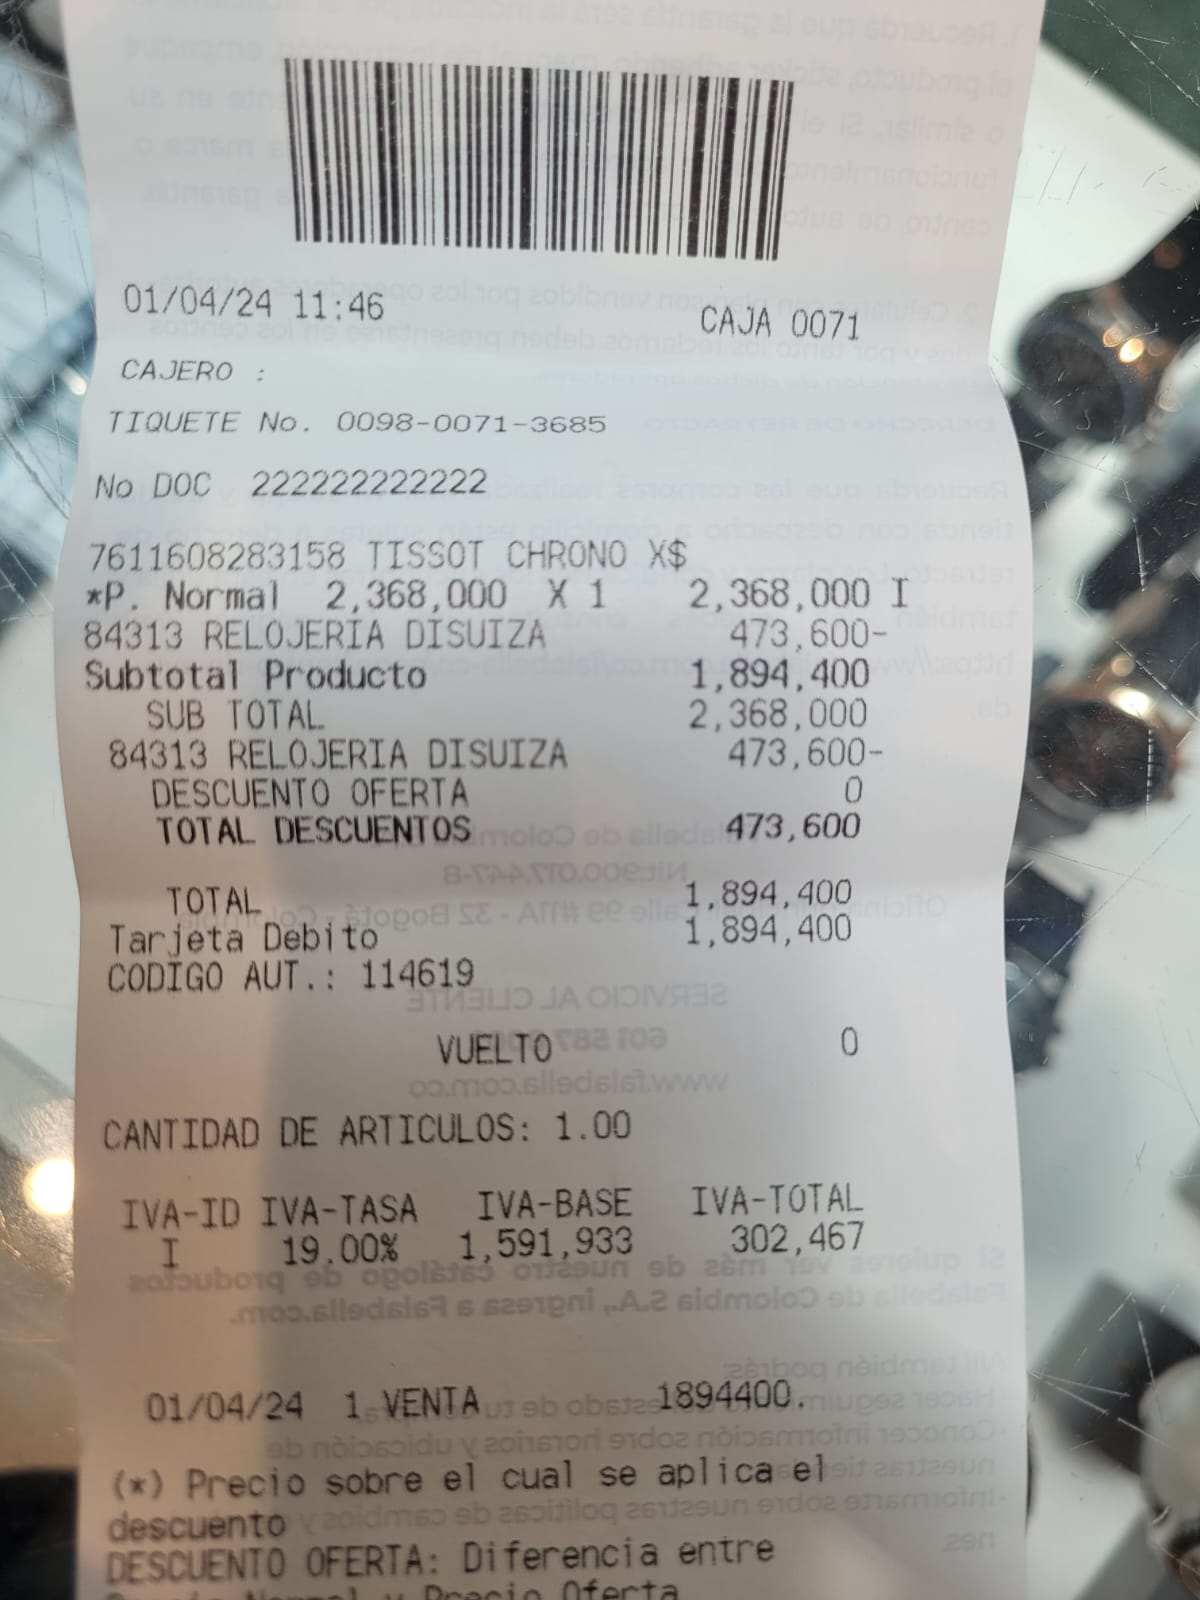 01/04/24 11:46 CAJA 0071
CAJERO :
TIQUETE No. 0098-0071-3685
No DOC 222222222222
7611608283158 TISSOT CHRONO X$
*P. Normal 2,368,000 X 1 2,368,000 I
84313 RELOJERIA DISUIZA 473,600-
Subtotal Producto 1,894,400
SUB TOTAL 2,368,000
84313 RELOJERIA DISUIZA 473,600-
DESCUENTO OFERTA 0
TOTAL DESCUENTOS 473,600
TOTAL 1,894,400
Tarjeta Debito 1,894,400
CODIGO AUT.: 114619
VUELTO 0
CANTIDAD DE ARTICULOS: 1.00
IVA-ID IVA-TASA IVA-BASE IVA-TOTAL
I 19.00% 1,591,933 302,467
01/04/24 1 VENTA 1894400.
(*) Precio sobre el cual se aplica el
descuento
DESCUENTO OFERTA: Diferencia entre
Precio Normal y Precio Oferta